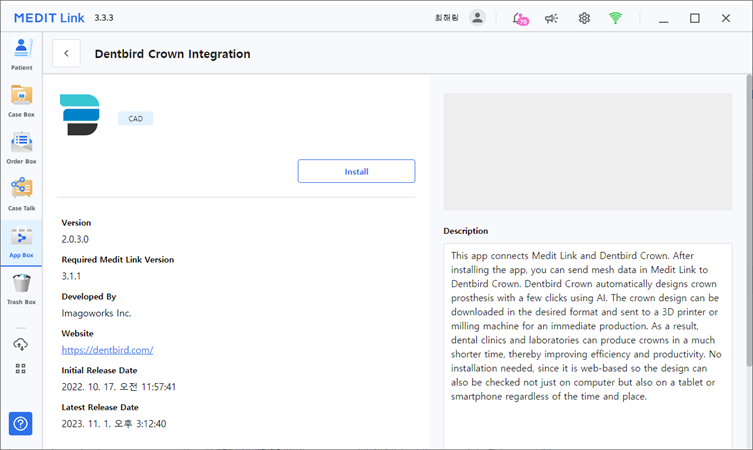 MEDIT Link 3.3.3
최해림
78
Patient
Case Box
Order Box
Case Talk
App Box
Trash Box
Dentbird Crown Integration
CAD
Install
Version
2.0.3.0
Required Medit Link Version
3.1.1
Developed By
Imagoworks Inc.
Website
https://dentbird.com/
Initial Release Date
2022. 10. 17. 오전 11:57:41
Latest Release Date
2023. 11. 1. 오후 3:12:40
Description
This app connects Medit Link and Dentbird Crown. After
installing the app, you can send mesh data in Medit Link to
Dentbird Crown. Dentbird Crown automatically designs crown
prosthesis with a few clicks using AI. The crown design can be
downloaded in the desired format and sent to a 3D printer or
milling machine for an immediate production. As a result,
dental clinics and laboratories can produce crowns in a much
shorter time, thereby improving efficiency and productivity. No
installation needed, since it is web-based so the design can
also be checked not just on computer but also on a tablet or
smartphone regardless of the time and place.